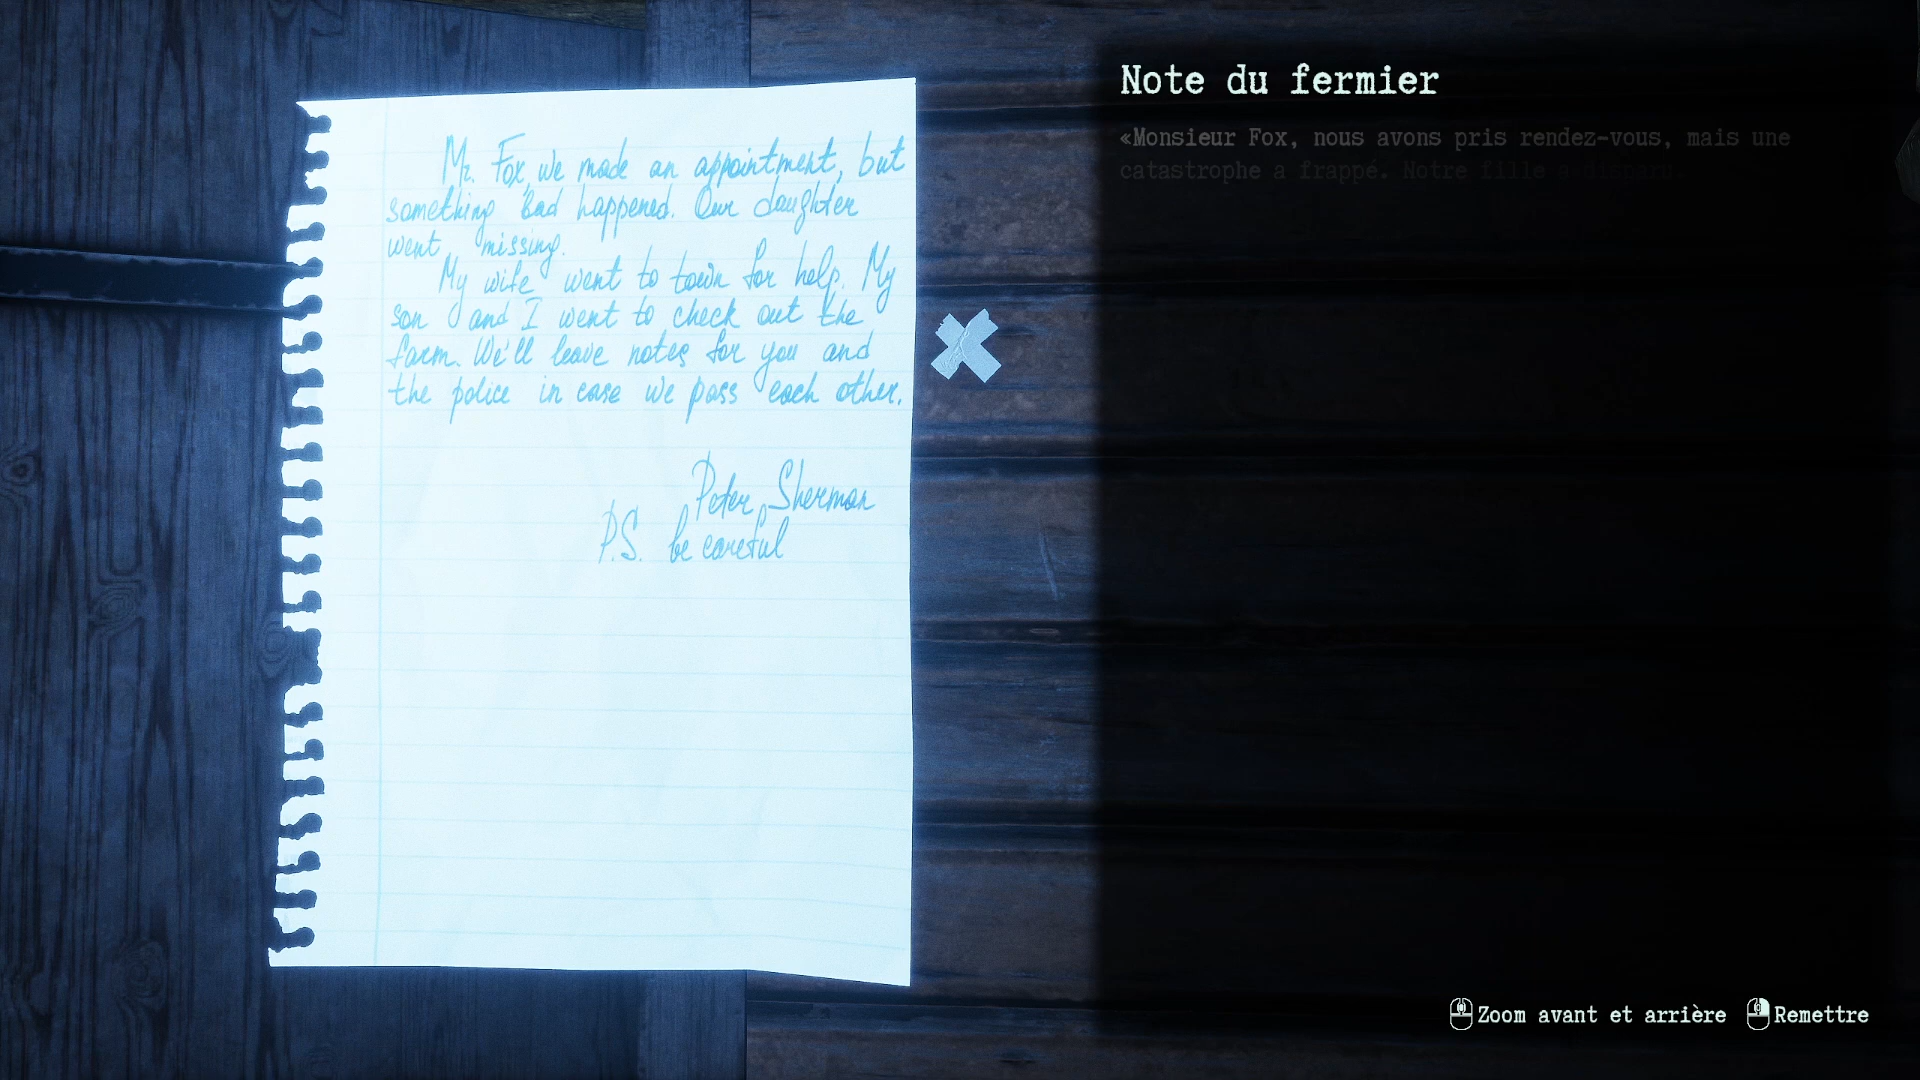 Mr. Fox, we made an appointment, but
something bad happened. Our daughter
went missing.
My wife went to town for help. My
son and I went to check out the
farm. We'll leave notes for you and
the police in case we pass each other.
Peter Sherman
P.S. be careful
Note du fermier
«Monsieur Fox, nous avons pris rendez-vous, mais une
catastrophe a frappé. Notre fille a disparu.
Zoom avant et arrière
Remettre